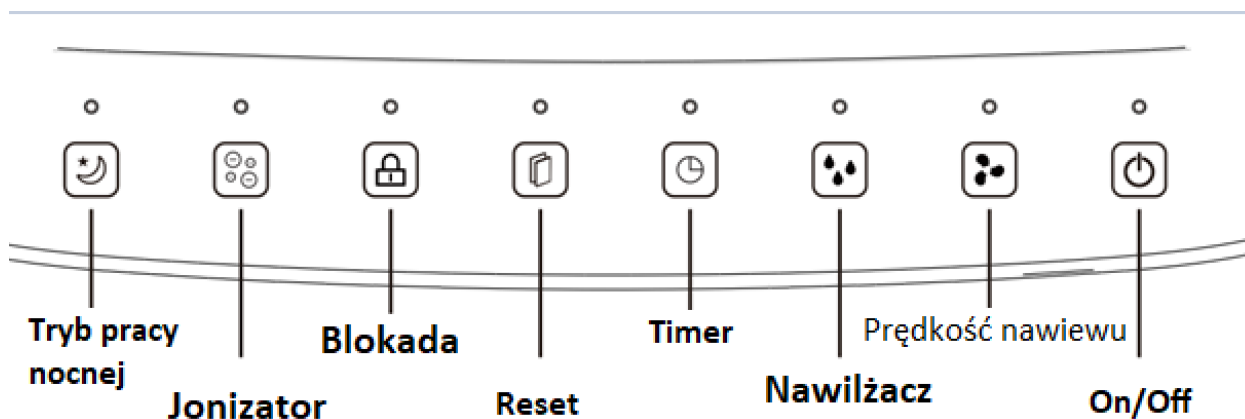 Tryb pracy
nocnej
Jonizator
Blokada
Reset
Timer
Nawilżacz
Prędkość nawiewu
On/Off